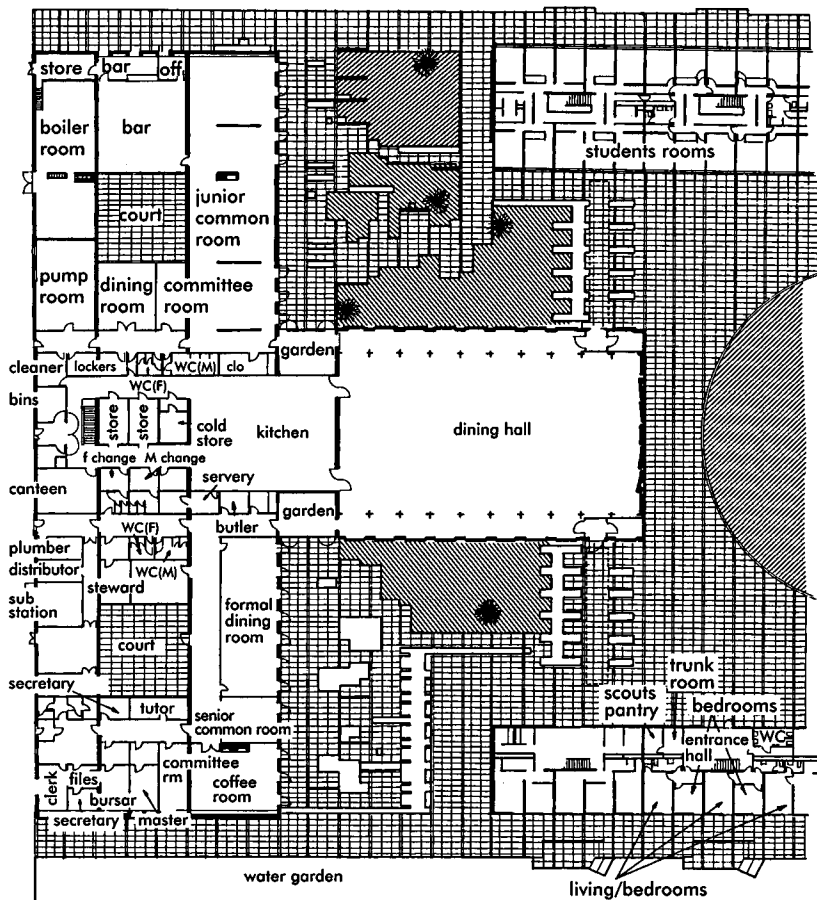 store
bar
off
boiler
room
bar
students rooms
court
junior
common
room
pump
room
dining
room
committee
room
garden
cleaner
lockers
WC(M)
clo
WC(F)
bins
store
store
cold
store
kitchen
dining hall
f change
M change
servery
canteen
garden
butler
WC(F)
plumber
distributor
WC(M)
steward
sub
station
formal
dining
room
court
trunk
room
secretary
scouts
pantry
bedrooms
tutor
senior
common room
WC
lentrance
hall
committee
rm
clerk
files
coffee
room
bursar
secretary
master
water garden
living/bedrooms